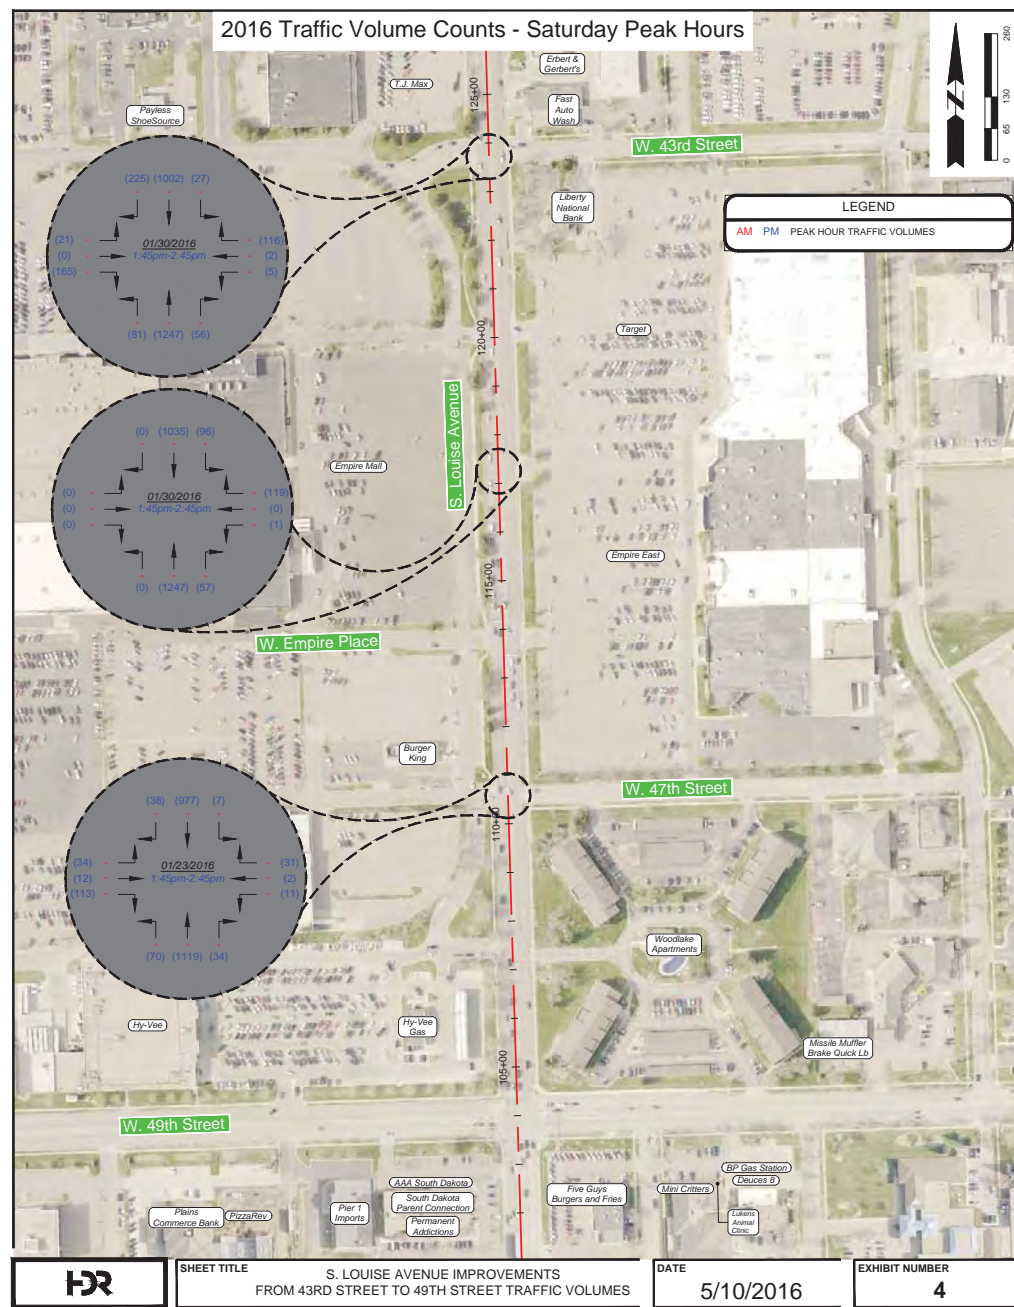 2016 Traffic Volume Counts - Saturday Peak Hours
Erbert &
Gerbert's
T.J. Max
125+00
Payless
ShoeSource
Fast
Auto
Wash
W. 43rd Street
260
130
65
0
N
(225) (1002) (27)
(21)
(0)
(165)
01/30/2016
1:45pm-2:45pm
(116)
(2)
(5)
(81) (1247) (56)
Liberty
National
Bank
LEGEND
AM PM PEAK HOUR TRAFFIC VOLUMES
Target
120+00
S. Louise Avenue
(0) (1035) (96)
(0)
(0)
(0)
01/30/2016
1:45pm-2:45pm
(119)
(0)
(1)
(0) (1247) (57)
Empire Mall
Empire East
115+00
W. Empire Place
Burger
King
W. 47th Street
110+00
(38) (977) (7)
(34)
(12)
(113)
01/23/2016
1:45pm-2:45pm
(31)
(2)
(11)
(70) (1119) (34)
Woodlake
Apartments
Hy-Vee
Hy-Vee
Gas
Missile Muffler
Brake Quick Lb
105+00
W. 49th Street
AAA South Dakota
South Dakota
Parent Connection
Permanent
Addictions
Plains
Commerce Bank
PizzaRev
Pier 1
Imports
Five Guys
Burgers and Fries
Mini Critters
BP Gas Station
Deuces 8
Lukens
Animal
Clinic
HDR
SHEET TITLE
S. LOUISE AVENUE IMPROVEMENTS
FROM 43RD STREET TO 49TH STREET TRAFFIC VOLUMES
DATE
5/10/2016
EXHIBIT NUMBER
4